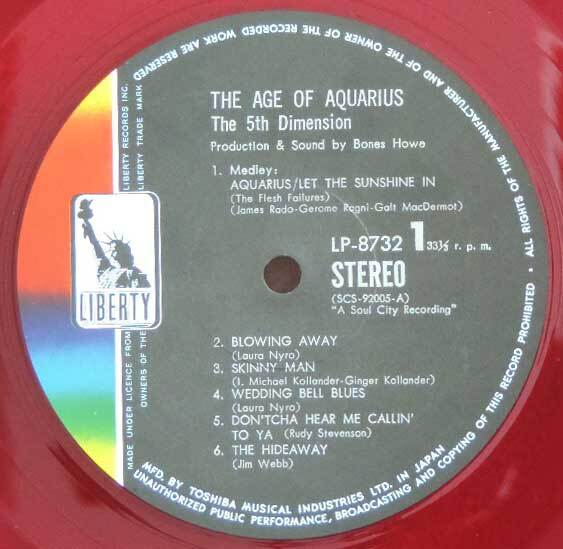 THE AGE OF AQUARIUS
The 5th Dimension
Production & Sound by Bones Howe
1. Medley:
AQUARIUS/LET THE SUNSHINE IN
(The Flesh Failures)
(James Rado-Gerome Ragni-Galt MacDermot)
LP-8732 1 33⅓ r. p. m.
STEREO
(SCS-92005-A)
"A Soul City Recording"
2. BLOWING AWAY
(Laura Nyro)
3. SKINNY MAN
(I. Michael Kollander-Ginger Kollander)
4. WEDDING BELL BLUES
(Laura Nyro)
5. DON'TCHA HEAR ME CALLIN'
TO YA (Rudy Stevenson)
6. THE HIDEAWAY
(Jim Webb)
LIBERTY
MADE UNDER LICENCE FROM LIBERTY RECORDS INC.
OWNERS OF THE LIBERTY TRADE MARK
MFD. BY TOSHIBA MUSICAL INDUSTRIES LTD. IN JAPAN
ALL RIGHTS OF THE MANUFACTURER AND OF THE OWNER OF THE RECORDED WORK ARE RESERVED
UNAUTHORIZED PUBLIC PERFORMANCE, BROADCASTING AND COPYING OF THIS RECORD PROHIBITED •